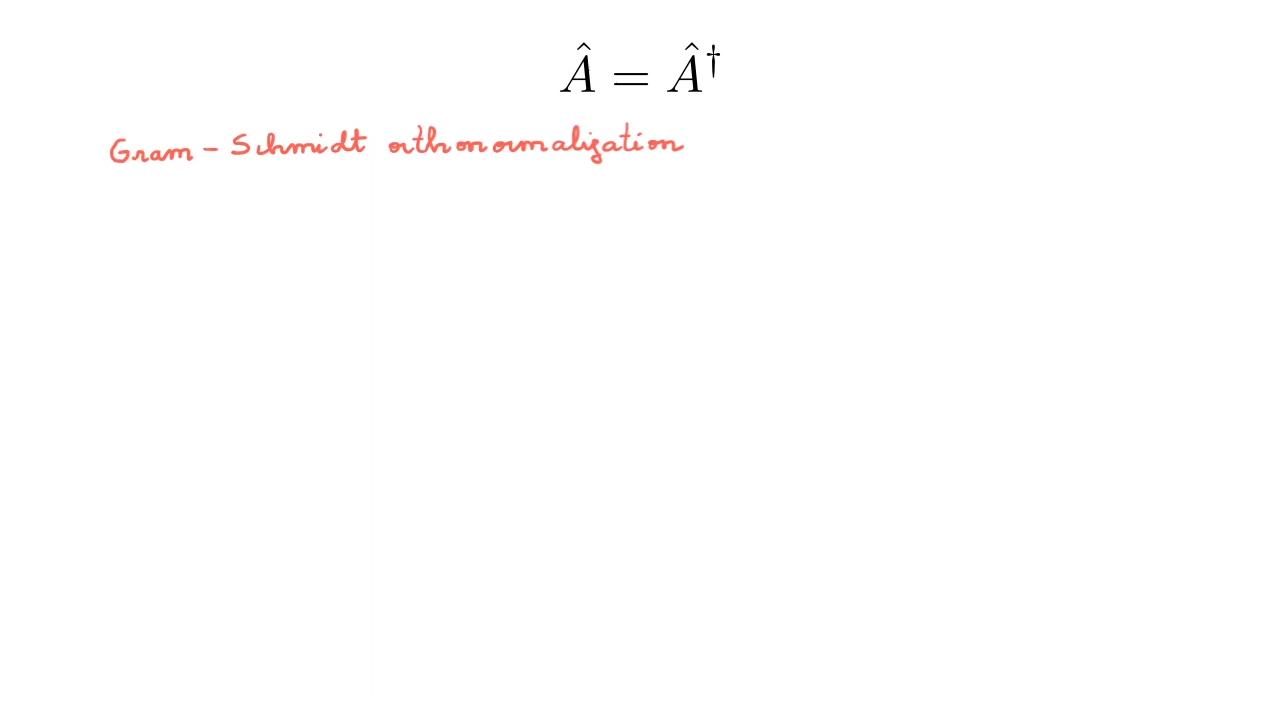 Â = Â†
Gram - Schmidt orthonormalization